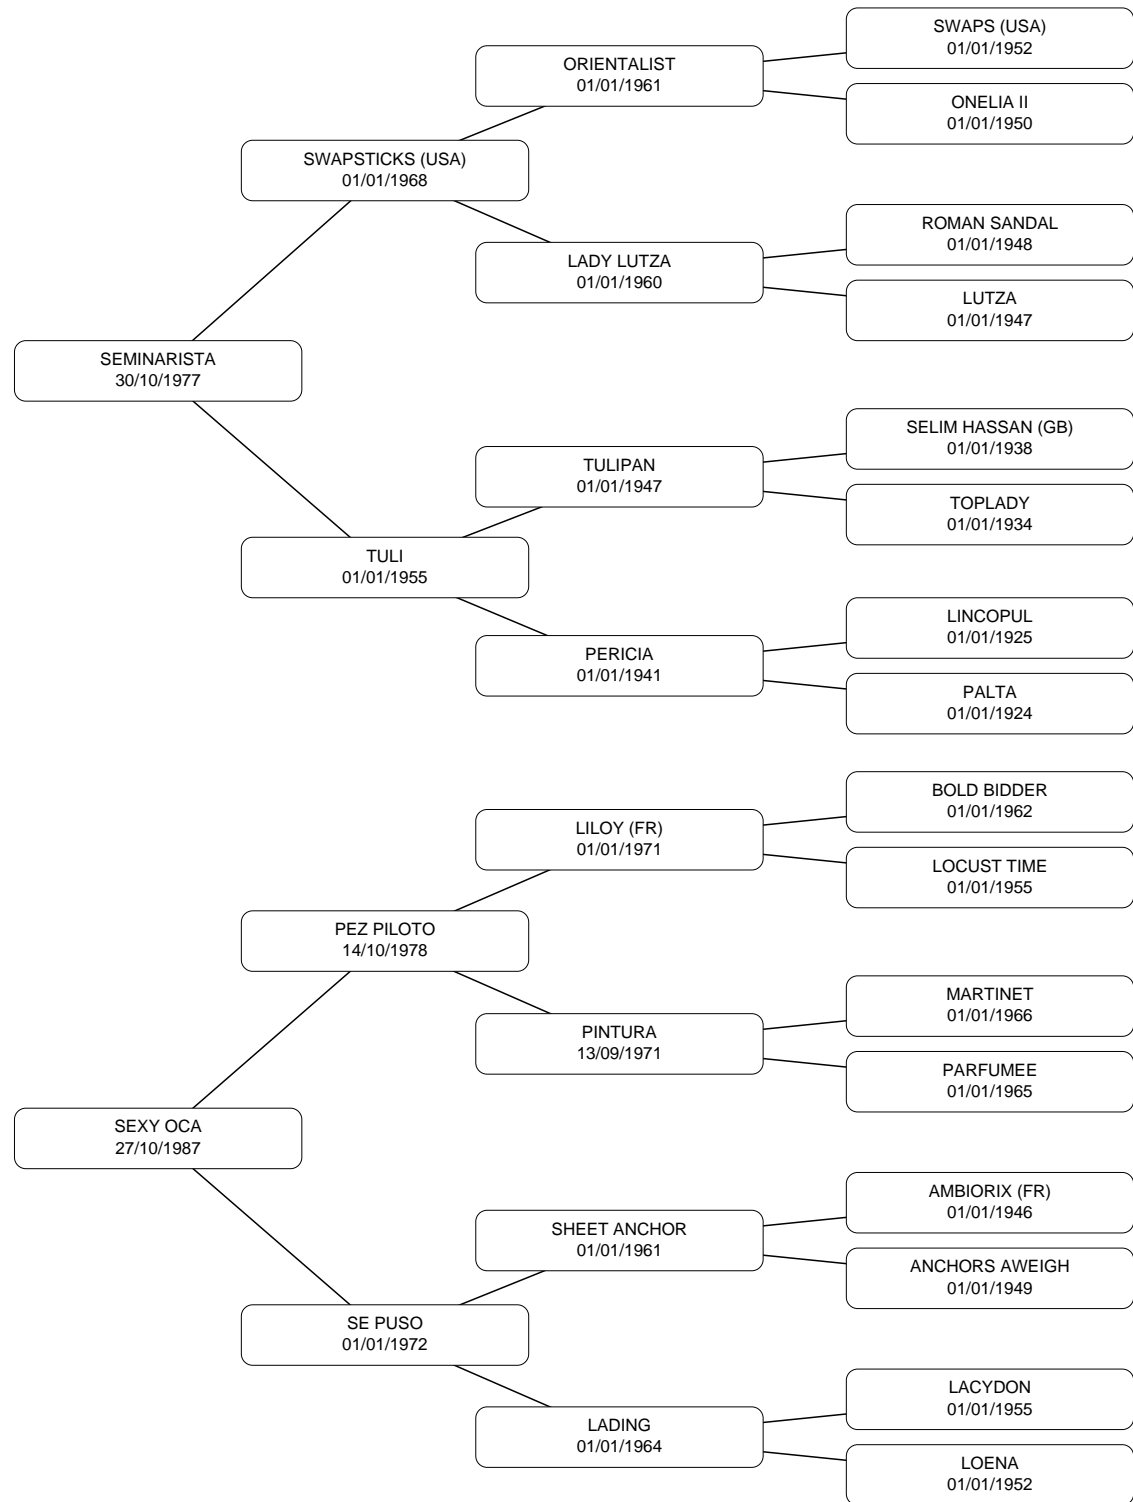 SWAPS (USA)
01/01/1952
ORIENTALIST
01/01/1961
ONELIA II
01/01/1950
SWAPSTICKS (USA)
01/01/1968
ROMAN SANDAL
01/01/1948
LADY LUTZA
01/01/1960
LUTZA
01/01/1947
SEMINARISTA
30/10/1977
SELIM HASSAN (GB)
01/01/1938
TULIPAN
01/01/1947
TOPLADY
01/01/1934
TULI
01/01/1955
LINCOPUL
01/01/1925
PERICIA
01/01/1941
PALTA
01/01/1924
BOLD BIDDER
01/01/1962
LILOY (FR)
01/01/1971
LOCUST TIME
01/01/1955
PEZ PILOTO
14/10/1978
MARTINET
01/01/1966
PINTURA
13/09/1971
PARFUMEE
01/01/1965
SEXY OCA
27/10/1987
AMBIORIX (FR)
01/01/1946
SHEET ANCHOR
01/01/1961
ANCHORS AWEIGH
01/01/1949
SE PUSO
01/01/1972
LACYDON
01/01/1955
LADING
01/01/1964
LOENA
01/01/1952